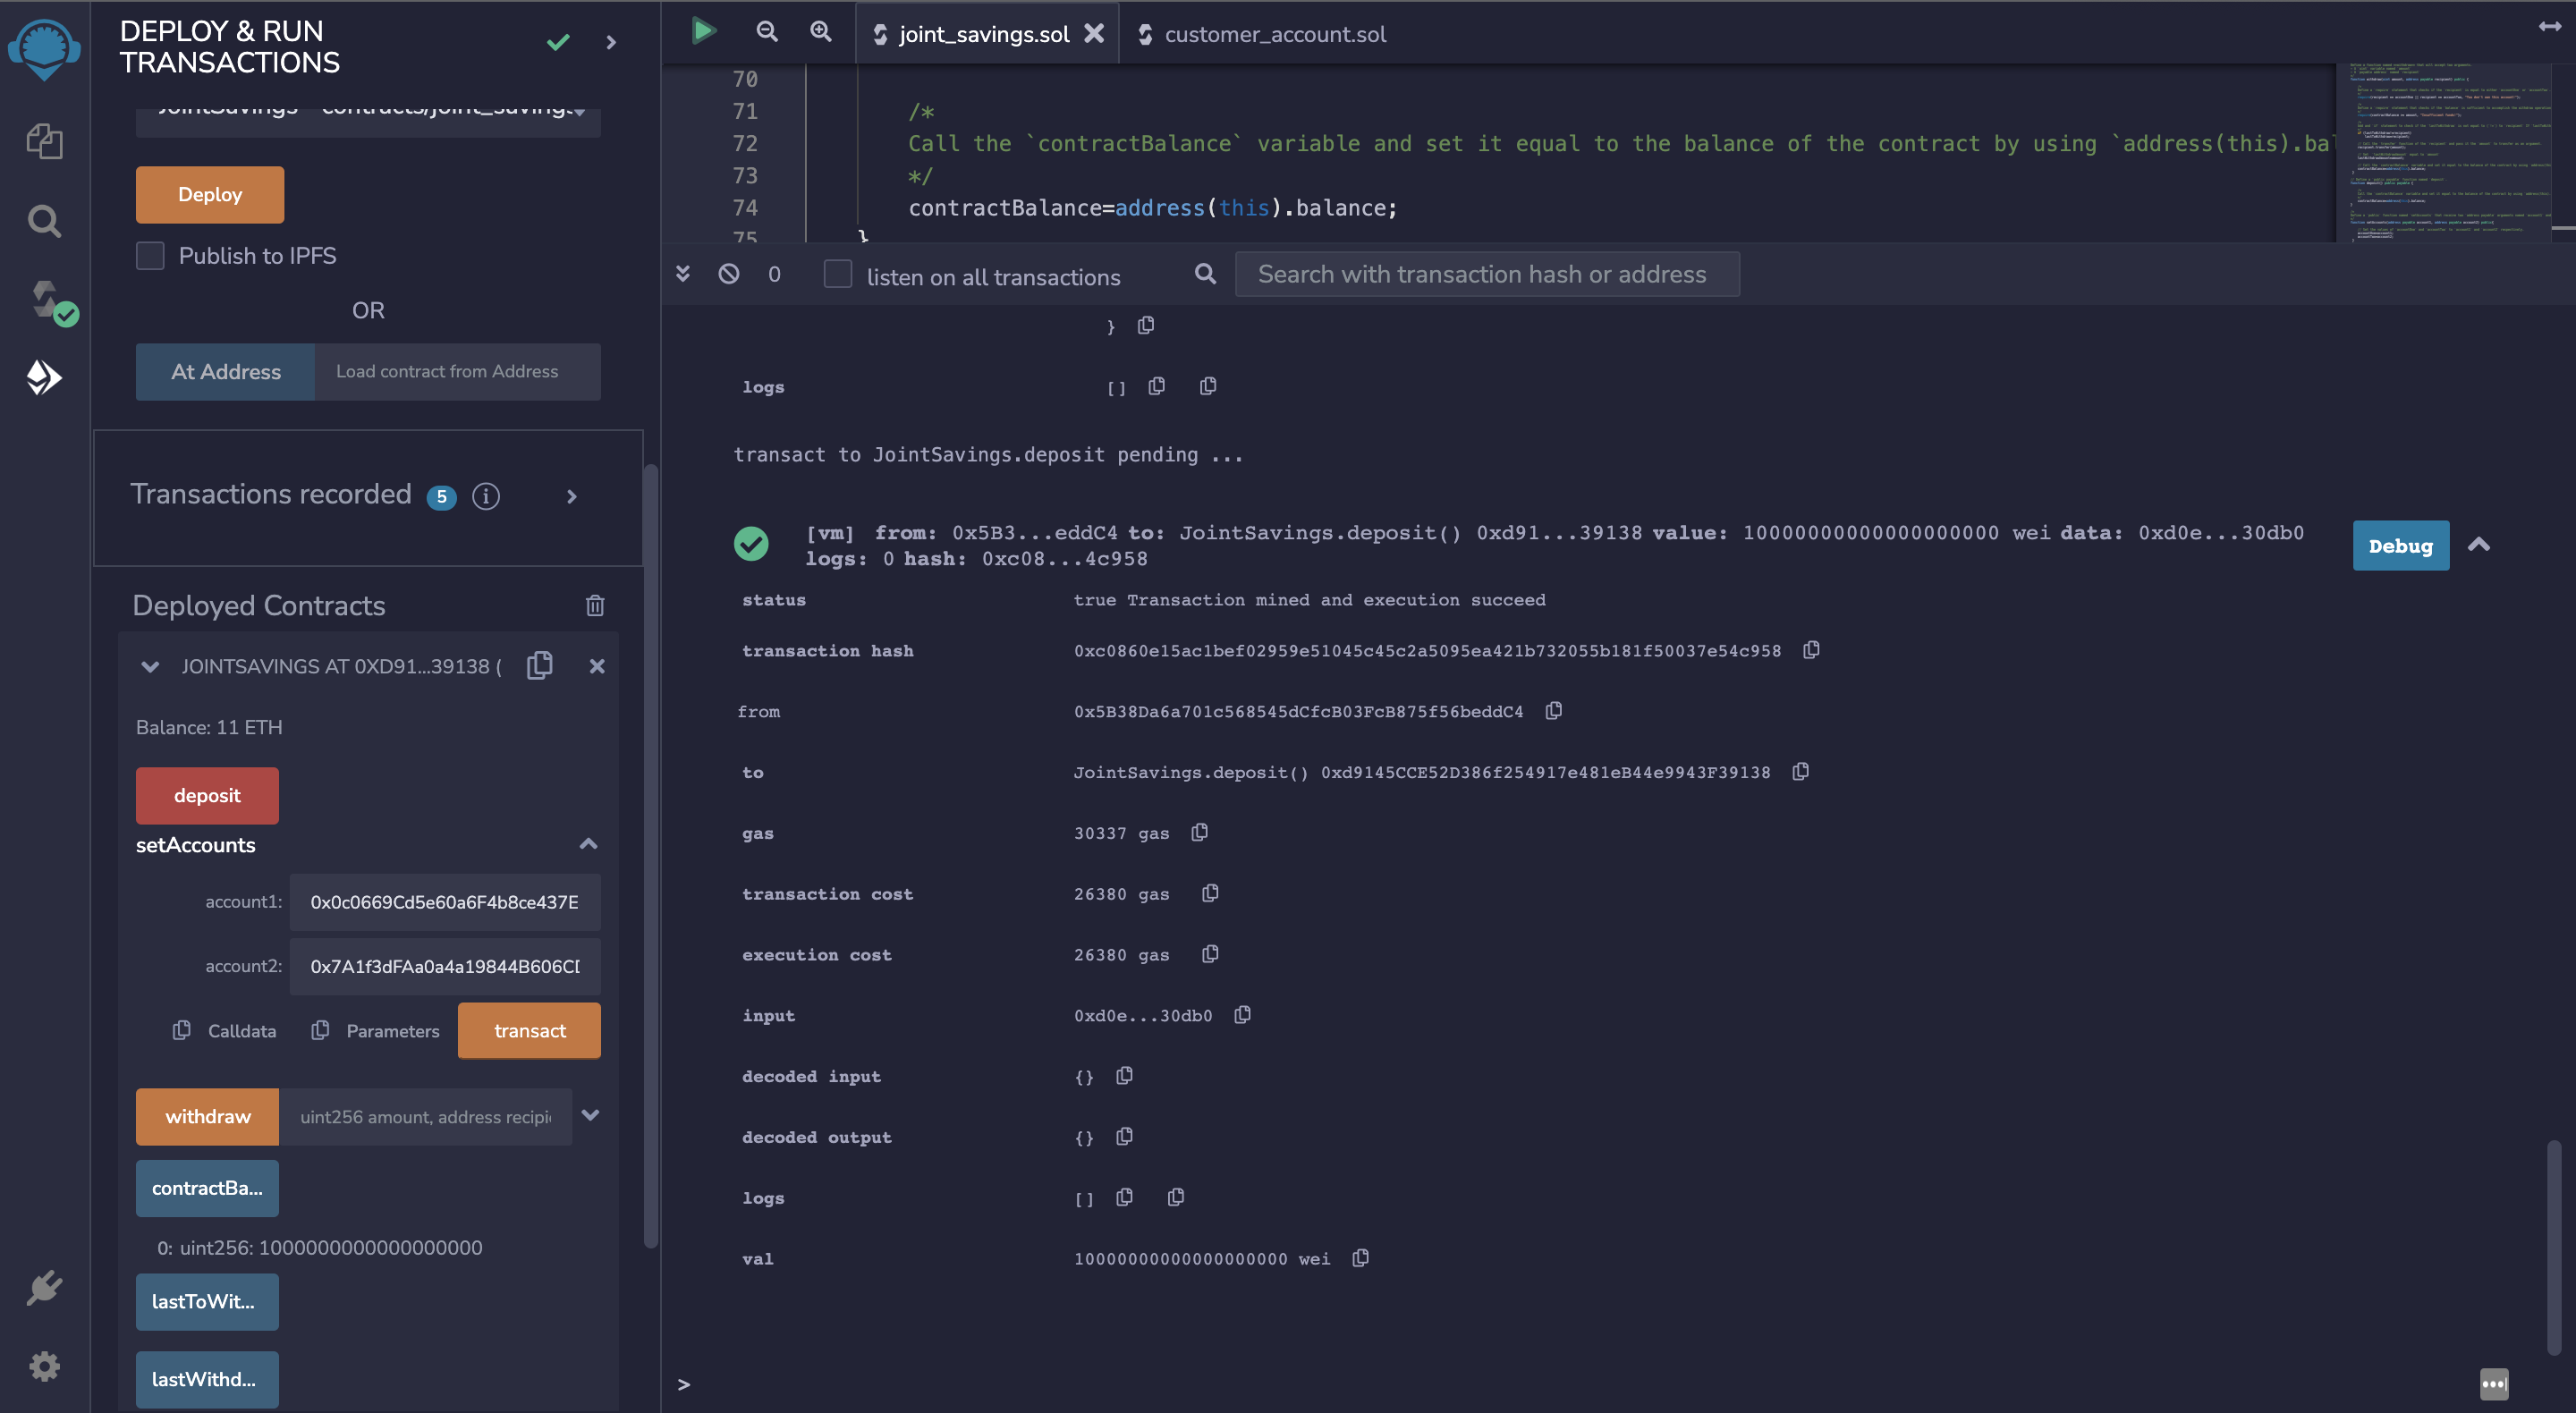 DEPLOY & RUN
TRANSACTIONS
JointSavings - contracts/joint_savings
Deploy
Publish to IPFS
OR
At Address
Load contract from Address
Transactions recorded 5 i
Deployed Contracts
JOINTSAVINGS AT 0XD91...39138 (
Balance: 11 ETH
deposit
setAccounts
account1: 0x0c0669Cd5e60a6F4b8ce437E
account2: 0x7A1f3dFAa0a4a19844B606CD
Calldata Parameters transact
withdraw uint256 amount, address recipi
contractBa...
0: uint256: 1000000000000000000
lastToWit...
lastWithd...
joint_savings.sol
customer_account.sol
70
71 /*
72 Call the `contractBalance` variable and set it equal to the balance of the contract by using `address(this).bal
73 */
74 contractBalance=address(this).balance;
75 }
0 listen on all transactions Search with transaction hash or address
}
logs []
transact to JointSavings.deposit pending ...
[vm] from: 0x5B3...eddC4 to: JointSavings.deposit() 0xd91...39138 value: 10000000000000000000 wei data: 0xd0e...30db0
logs: 0 hash: 0xc08...4c958
Debug
status true Transaction mined and execution succeed
transaction hash 0xc0860e15ac1bef02959e51045c45c2a5095ea421b732055b181f50037e54c958
from 0x5B38Da6a701c568545dCfcB03FcB875f56beddC4
to JointSavings.deposit() 0xd9145CCE52D386f254917e481eB44e9943F39138
gas 30337 gas
transaction cost 26380 gas
execution cost 26380 gas
input 0xd0e...30db0
decoded input {}
decoded output {}
logs []
val 10000000000000000000 wei
>